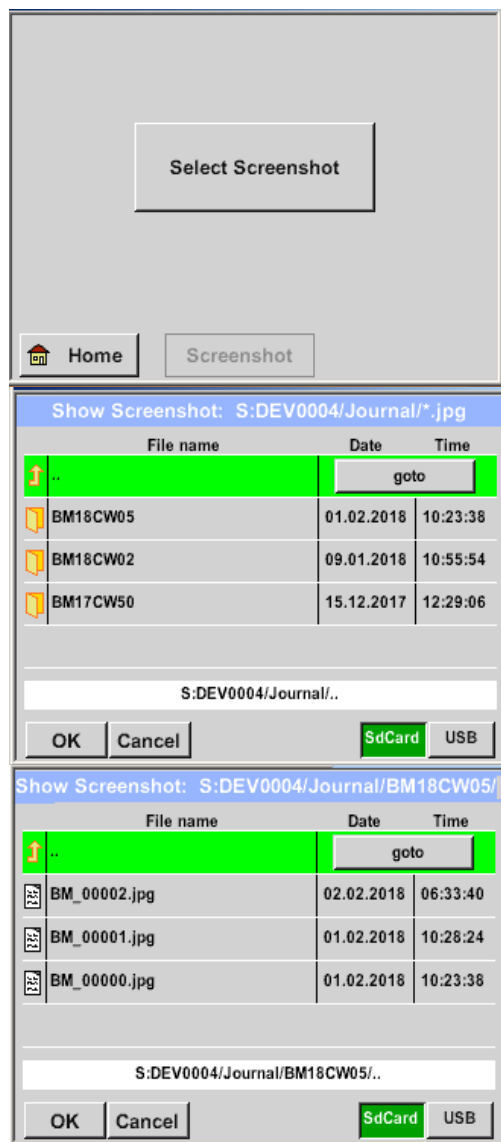 Select Screenshot
Home Screenshot
Show Screenshot: S:DEV0004/Journal/*.jpg
File name Date Time
.. goto
BM18CW05 01.02.2018 10:23:38
BM18CW02 09.01.2018 10:55:54
BM17CW50 15.12.2017 12:29:06
S:DEV0004/Journal/..
OK Cancel SdCard USB
Show Screenshot: S:DEV0004/Journal/BM18CW05/
File name Date Time
.. goto
BM_00002.jpg 02.02.2018 06:33:40
BM_00001.jpg 01.02.2018 10:28:24
BM_00000.jpg 01.02.2018 10:23:38
S:DEV0004/Journal/BM18CW05/..
OK Cancel SdCard USB